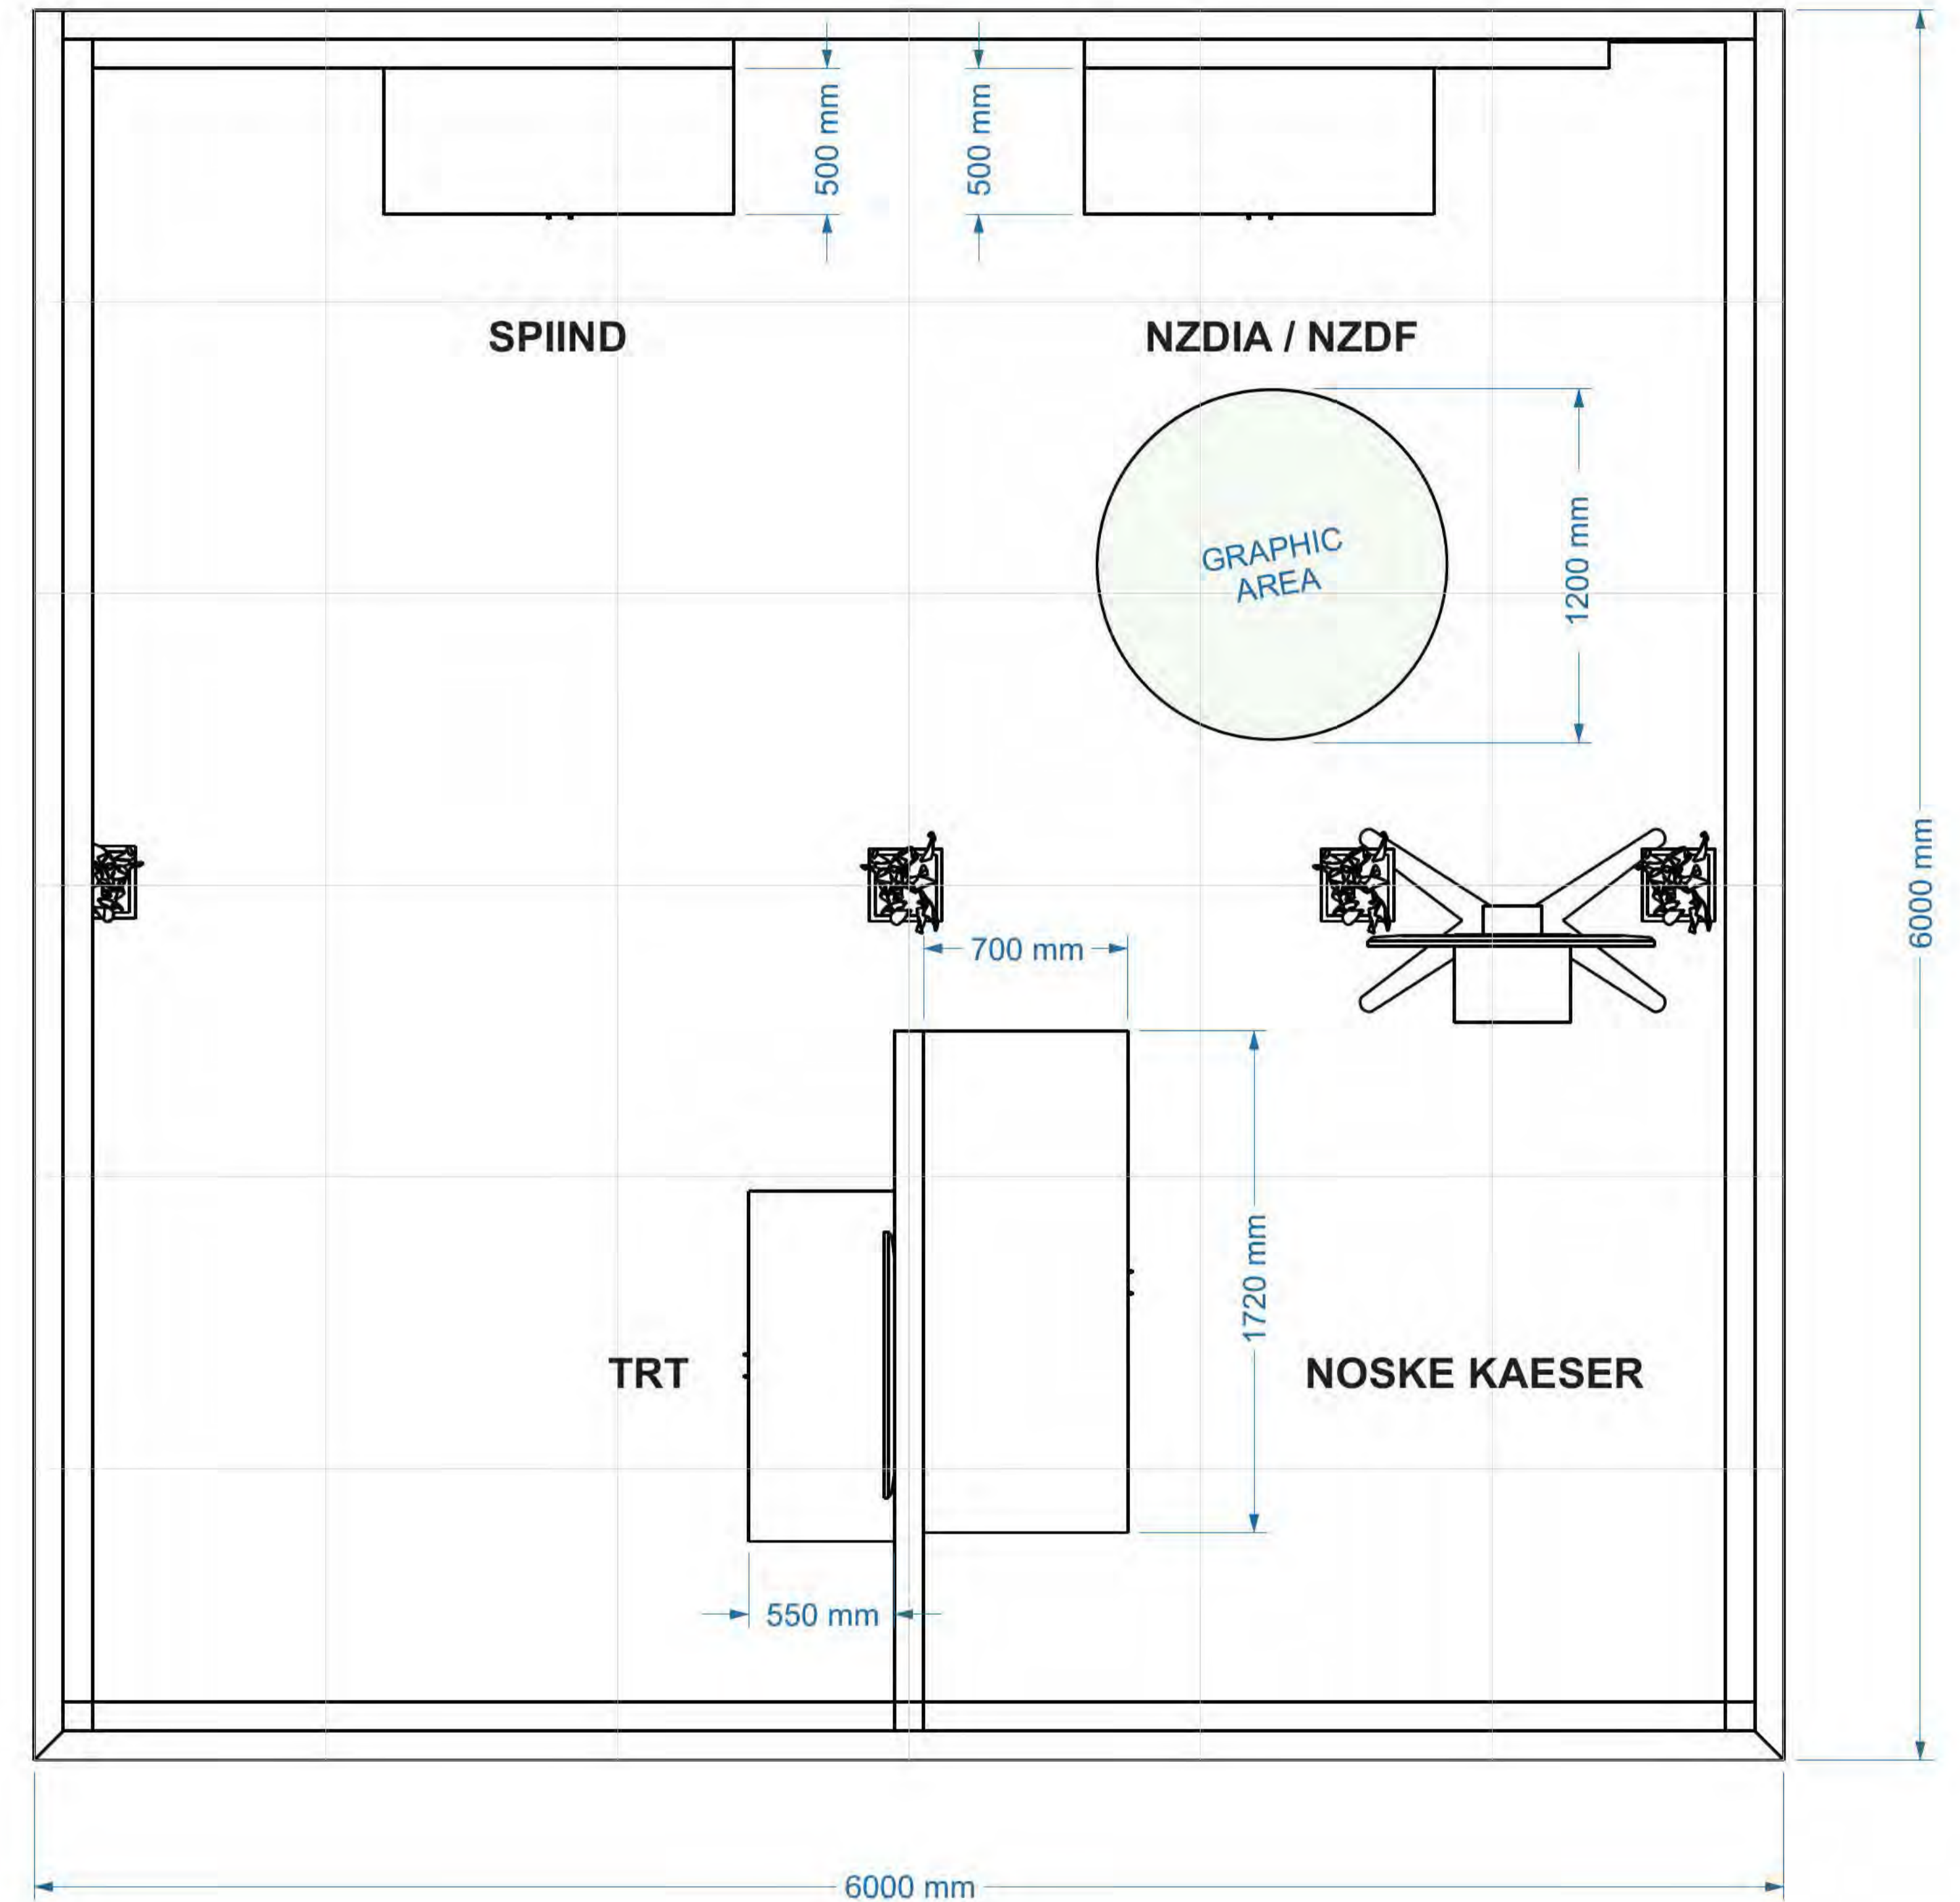 500 mm
500 mm
SPIIND
NZDIA / NZDF
GRAPHIC
AREA
1200 mm
6000 mm
700 mm
1720 mm
TRT
NOSKE KAESER
550 mm
6000 mm